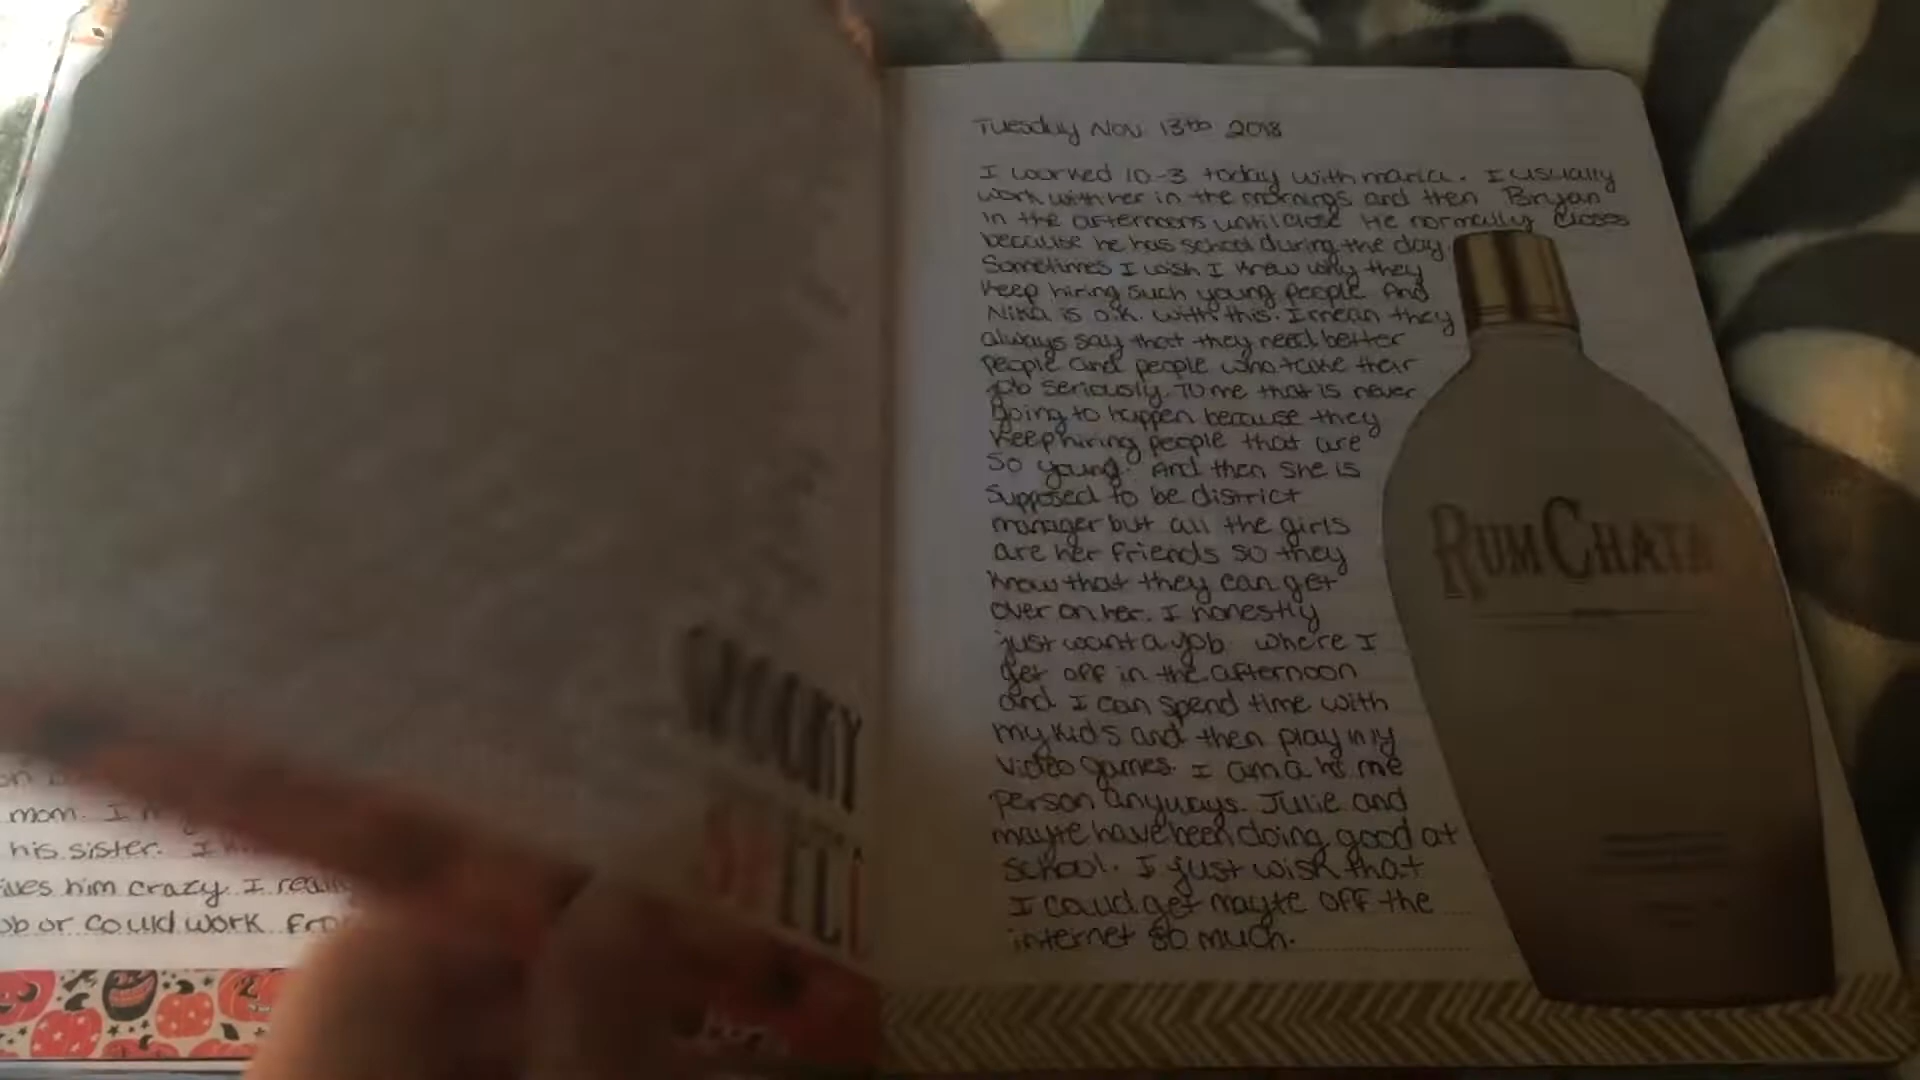 on
mom. I
his sister. I
him crazy. I really
or could work from
Tuesday Nov. 13th 2018
I worked 10-3 today with maria. I usually
work with her in the mornings and then Bryan
in the afternoons until close He normally closes
because he has school during the day
Sometimes I wish I knew why they
keep hiring such young people. And
Nika is o.k. with this. I mean they
always say that they need better
people and people who take their
job seriously. To me that is never
going to happen because they
keep hiring people that are
so young. And then she is
supposed to be district
manager but all the girls
are her friends so they
know that they can get
over on her. I honestly
just want a job where I
get off in the afternoon
and I can spend time with
my kids and then play my
video games. I am a home
person anyways. Julie and
mayte have been doing good at
school. I just wish that
I could get mayte off the
internet so much.
RUMCHATA